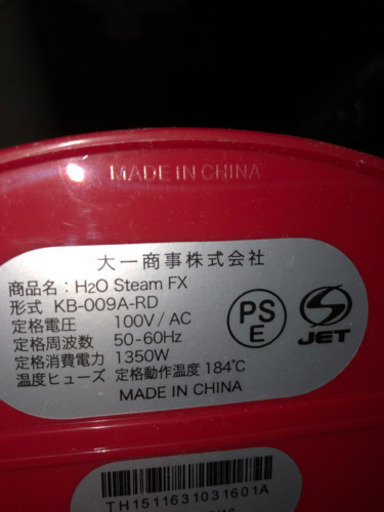 MADE IN CHINA
大一商事株式会社
商品名：H2O Steam FX
形式 KB-009A-RD
定格電圧 100V/AC
定格周波数 50-60Hz
定格消費電力 1350W
温度ヒューズ 定格動作温度184℃
MADE IN CHINA
PS
E
JET
TH1511631031601A